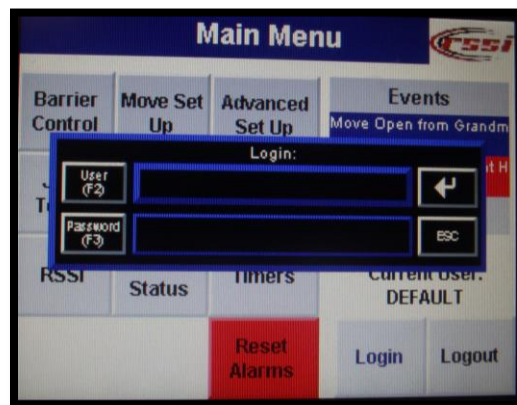 Main Menu
rssi
Barrier
Control
Move Set
Up
Advanced
Set Up
Events
Move Open from Grandm
Login:
User
(F2)
t H
Password
(F3)
ESC
RSSI
Status
Timers
Current User:
DEFAULT
Reset
Alarms
Login
Logout